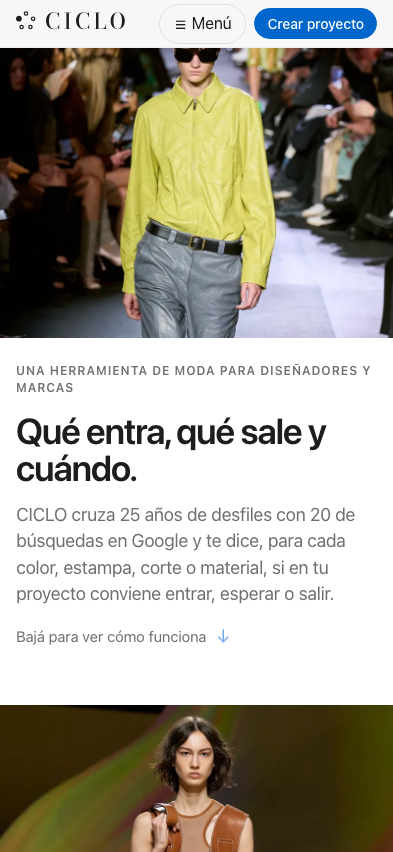 CICLO
≡ Menú
Crear proyecto
UNA HERRAMIENTA DE MODA PARA DISEÑADORES Y
MARCAS
Qué entra, qué sale y
cuándo.
CICLO cruza 25 años de desfiles con 20 de
búsquedas en Google y te dice, para cada
color, estampa, corte o material, si en tu
proyecto conviene entrar, esperar o salir.
Bajá para ver cómo funciona ↓